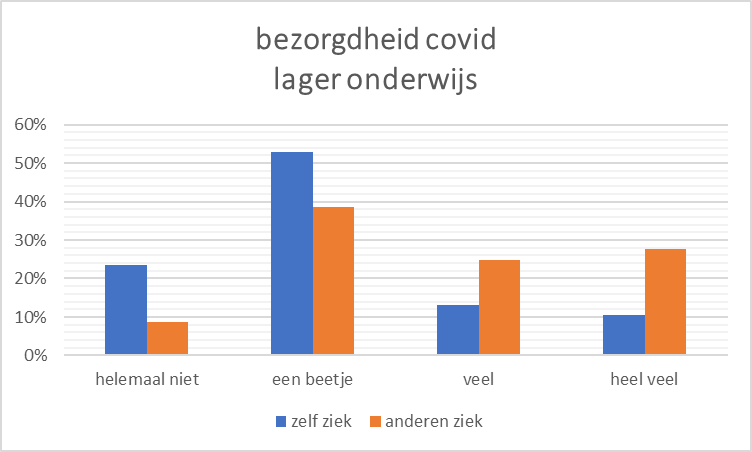 bezorgdheid covid
lager onderwijs
60%
50%
40%
30%
20%
10%
0%
helemaal niet een beetje veel heel veel
zelf ziek anderen ziek